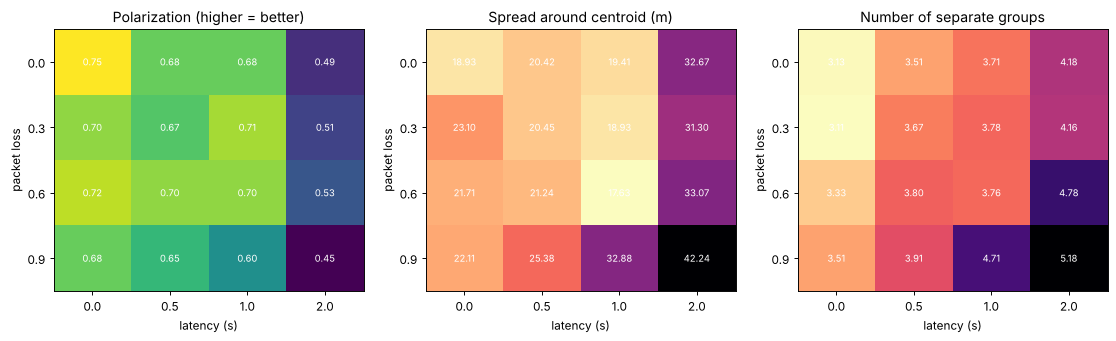 Polarization (higher = better)
packet loss
0.0
0.3
0.6
0.9
0.75 0.68 0.68 0.49
0.70 0.67 0.71 0.51
0.72 0.70 0.70 0.53
0.68 0.65 0.60 0.45
0.0 0.5 1.0 2.0
latency (s)
Spread around centroid (m)
packet loss
0.0
0.3
0.6
0.9
18.93 20.42 19.41 32.67
23.10 20.45 18.93 31.30
21.71 21.24 33.07
22.11 25.38 32.88 42.24
0.0 0.5 1.0 2.0
latency (s)
Number of separate groups
packet loss
0.0
0.3
0.6
0.9
3.51 3.71 4.18
3.67 3.78 4.16
3.33 3.80 3.76 4.78
3.51 3.91 4.71 5.18
0.0 0.5 1.0 2.0
latency (s)